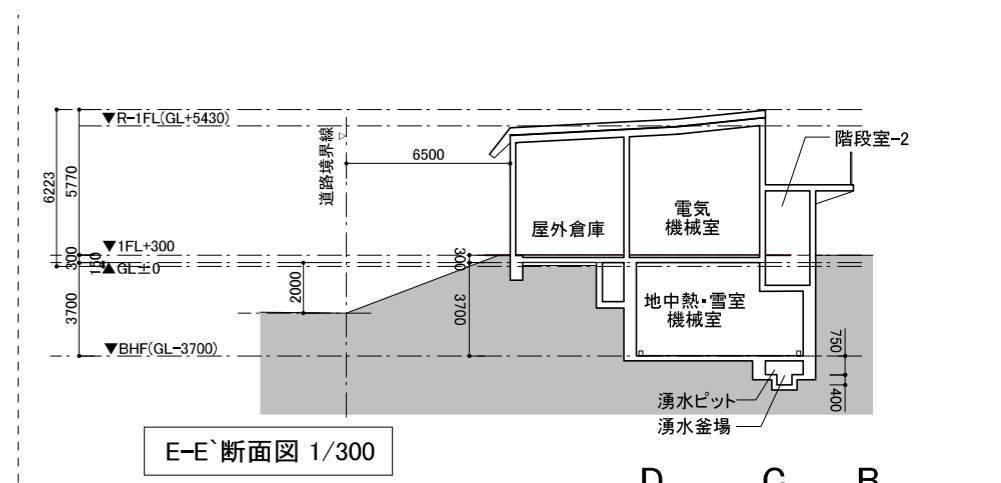 ▼R-1FL(GL+5430)
道路境界線
6500
階段室-2
6223
5770
屋外倉庫
電気
機械室
▼1FL+300
300
150
▲GL±0
300
2000
3700
3700
地中熱・雪室
機械室
▼BHF(GL-3700)
750
400
湧水ピット
湧水釜場
E-E`断面図 1/300
D
C
B